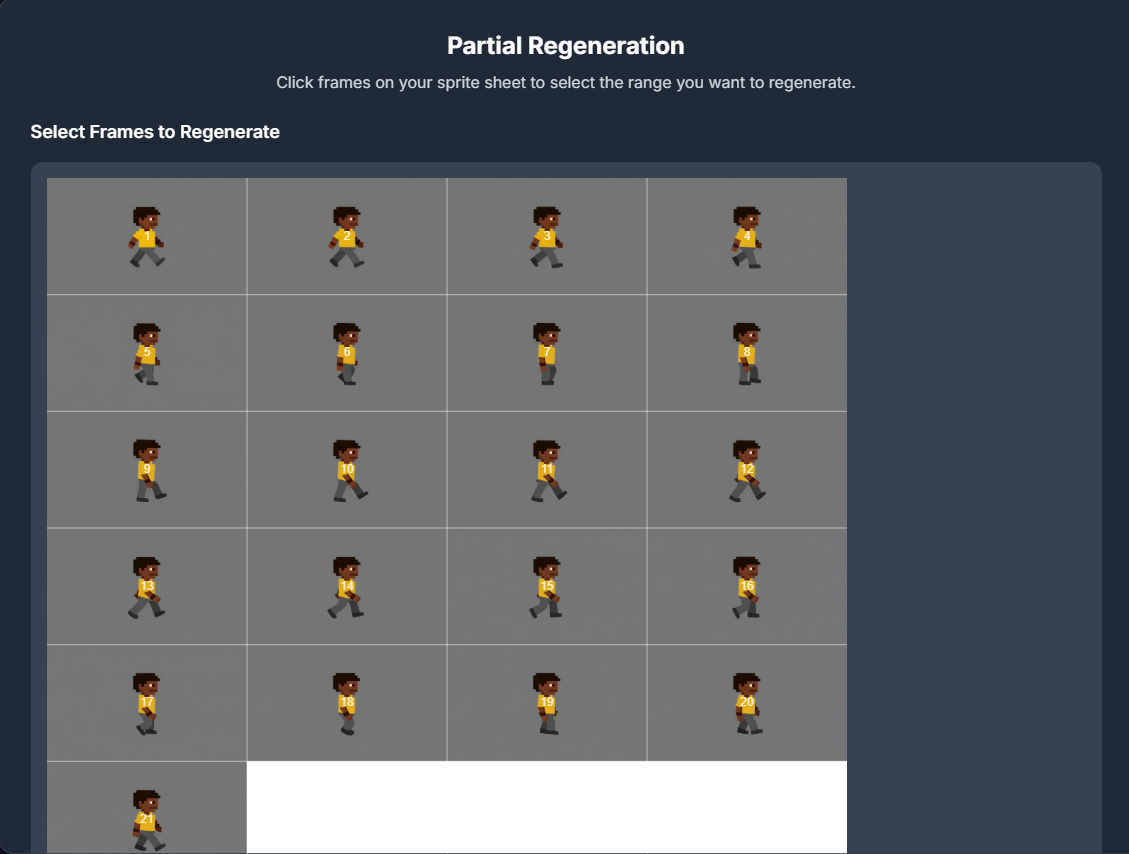 Partial Regeneration
Click frames on your sprite sheet to select the range you want to regenerate.
Select Frames to Regenerate
1 2 3 4
5 6 7 8
9 10 11 12
13 14 15 16
17 18 19 20
21